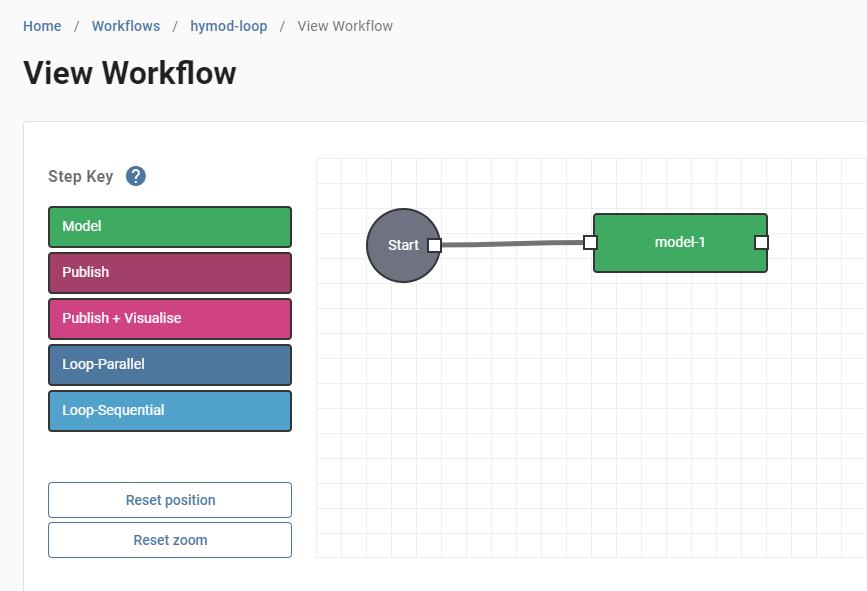 Home / Workflows / hymod-loop / View Workflow
View Workflow
Step Key ?
Model
Publish
Publish + Visualise
Loop-Parallel
Loop-Sequential
Reset position
Reset zoom
Start
model-1